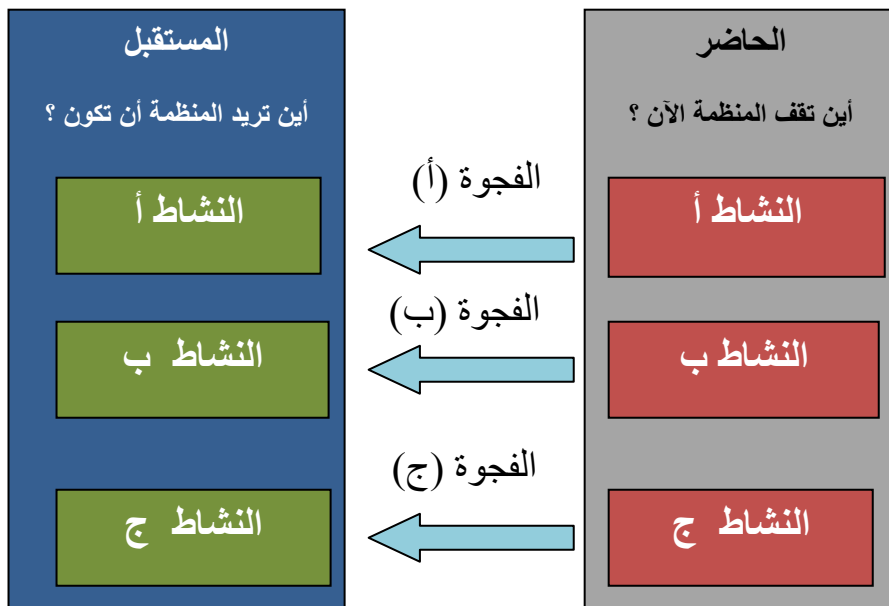 الحاضر
المستقبل
أين تقف المنظمة الآن ؟
أين تريد المنظمة أن تكون ؟
النشاط أ
الفجوة (أ)
النشاط أ
النشاط ب
الفجوة (ب)
النشاط ب
النشاط ج
الفجوة (ج)
النشاط ج